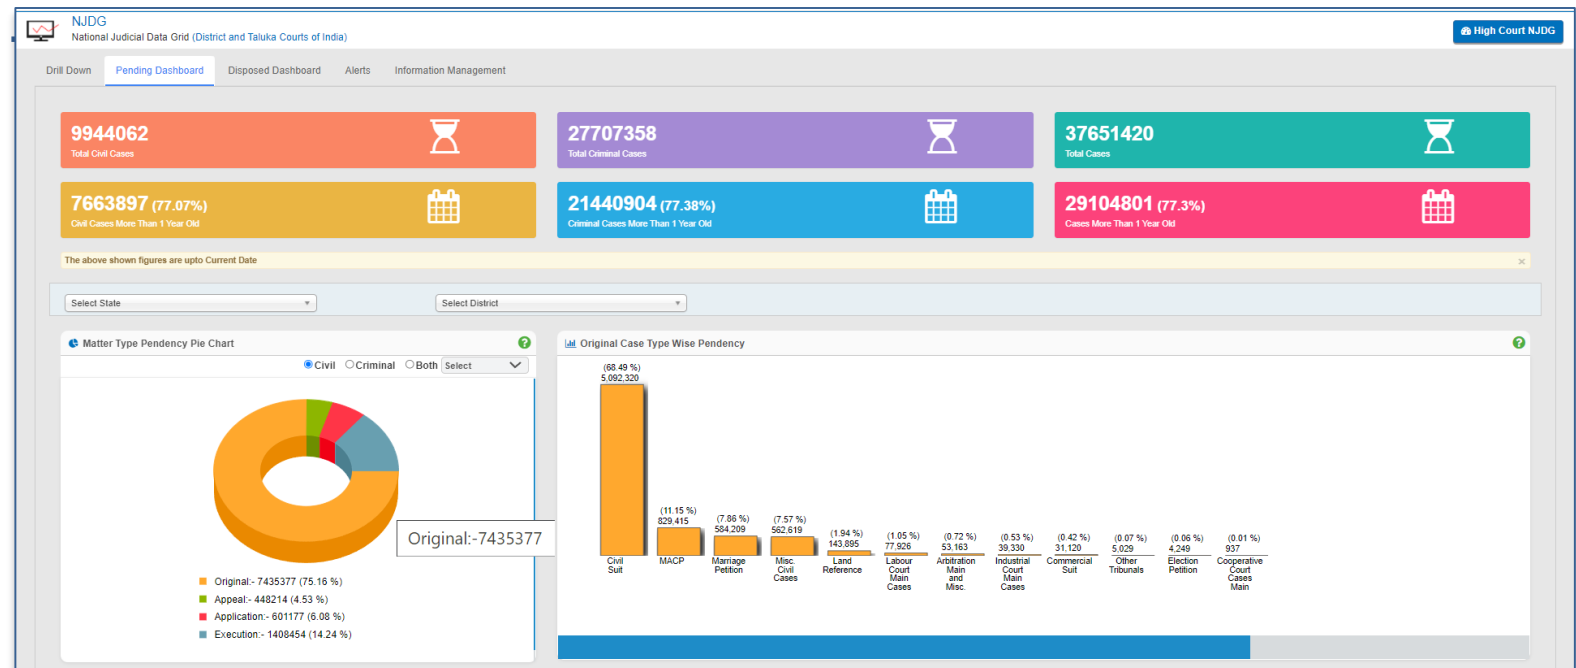 NJDG
National Judicial Data Grid (District and Taluka Courts of India)
High Court NJDG
Drill Down Pending Dashboard Disposed Dashboard Alerts Information Management
9944062
Total Civil Cases
27707358
Total Criminal Cases
37651420
Total Cases
7663897 (77.07%)
Civil Cases More Than 1 Year Old
21440904 (77.38%)
Criminal Cases More Than 1 Year Old
29104801 (77.3%)
Cases More Than 1 Year Old
The above shown figures are upto Current Date ×
Select State
Select District
Matter Type Pendency Pie Chart ?
Civil Criminal Both Select
Original:-7435377
Original:- 7435377 (75.16 %)
Appeal:- 448214 (4.53 %)
Application:- 601177 (6.08 %)
Execution:- 1408454 (14.24 %)
Original Case Type Wise Pendency ?
(68.49 %)
5,092,320
Civil
Suit
(11.15 %)
829,415
MACP
(7.86 %)
584,209
Marriage
Petition
(7.57 %)
562,619
Misc.
Civil
Cases
(1.94 %)
143,895
Land
Reference
(1.05 %)
77,926
Labour
Court
Main
Cases
(0.72 %)
53,163
Arbitration
Main
and
Misc.
(0.53 %)
39,330
Industrial
Court
Main
Cases
(0.42 %)
31,120
Commercial
Suit
(0.07 %)
5,029
Other
Tribunals
(0.06 %)
4,249
Election
Petition
(0.01 %)
937
Cooperative
Court
Cases
Main